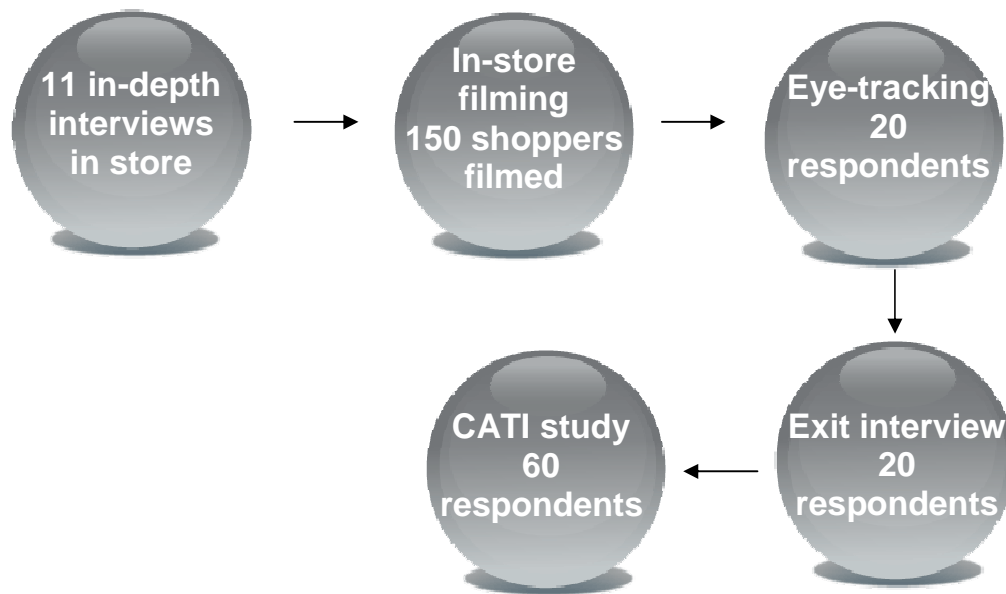 11 in-depth
interviews
in store
In-store
filming
150 shoppers
filmed
Eye-tracking
20
respondents
Exit interview
20
respondents
CATI study
60
respondents